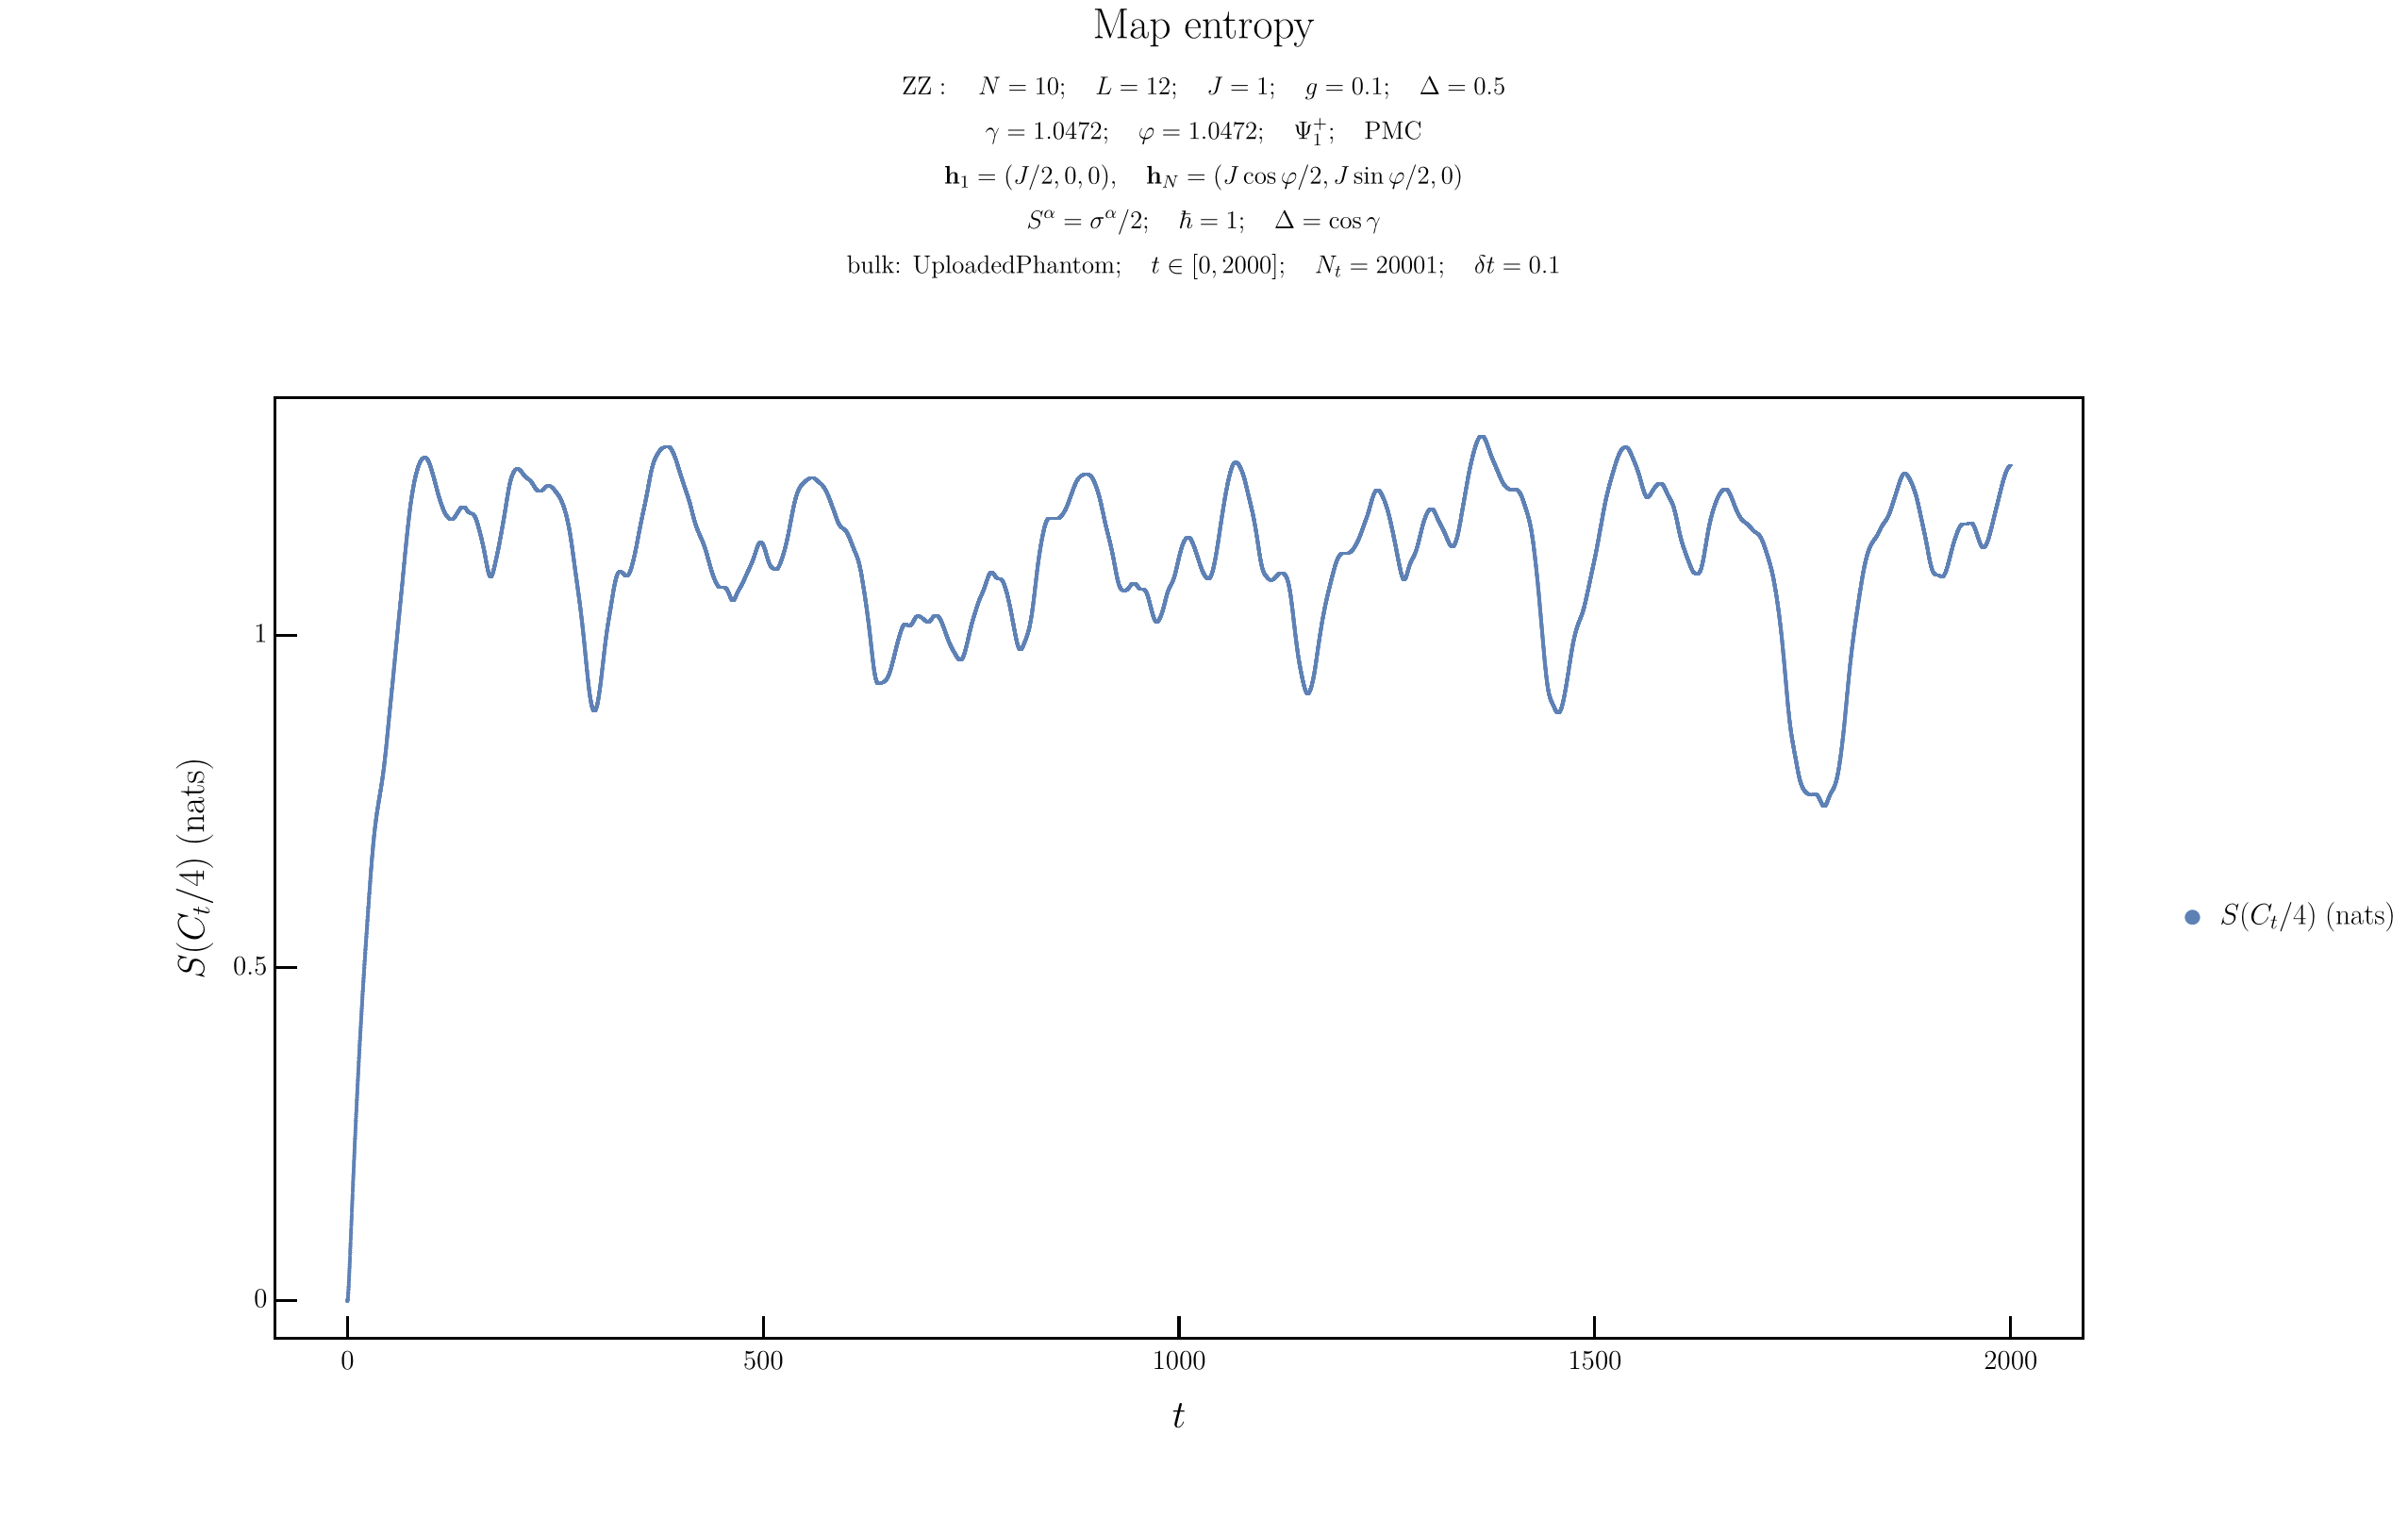 Map entropy
ZZ : N = 10; L = 12; J = 1; g = 0.1; Δ = 0.5
γ = 1.0472; φ = 1.0472; Ψ₁⁺; PMC
𝐡₁ = (J/2, 0, 0), 𝐡_N = (J cos φ/2, J sin φ/2, 0)
S^α = σ^α/2; ℏ = 1; Δ = cos γ
bulk: UploadedPhantom; t ∈ [0, 2000]; N_t = 20001; δt = 0.1
S(C_t/4) (nats)
1
0.5
0
S(C_t/4) (nats)
0 500 1000 1500 2000
t